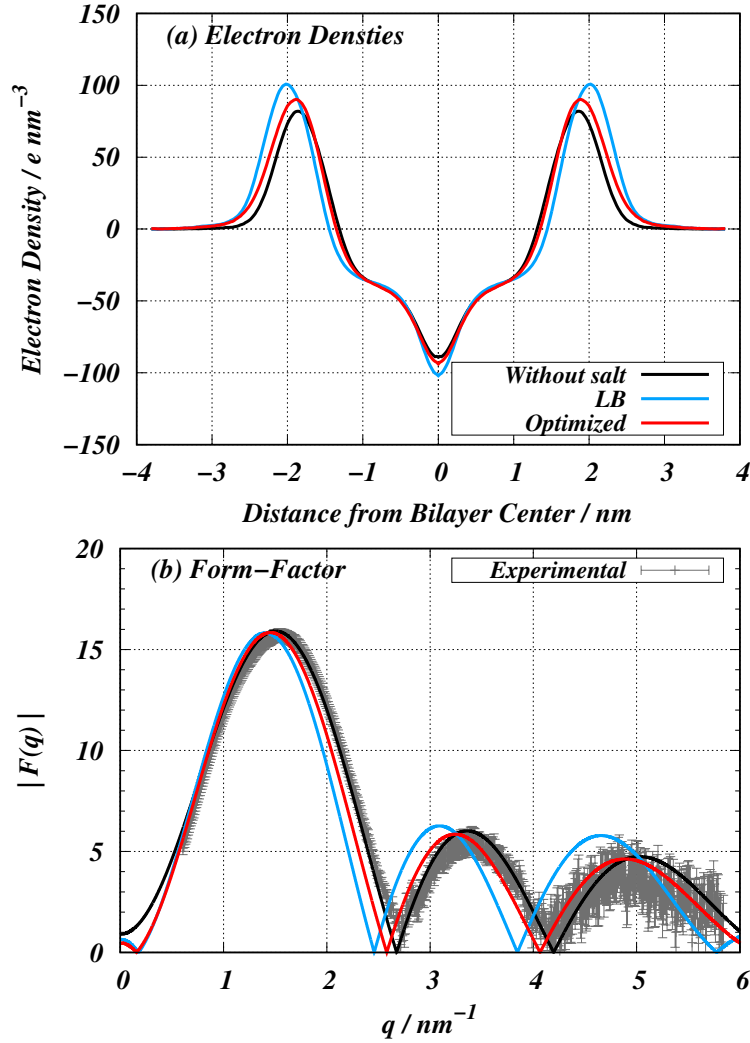 150
(a) Electron Densties
100
50
0
−50
−100
−150
Electron Density / e nm−3
Without salt
LB
Optimized
−4 −3 −2 −1 0 1 2 3 4
Distance from Bilayer Center / nm
20
(b) Form−Factor
Experimental
15
10
5
0
| F(q) |
0 1 2 3 4 5 6
q / nm−1